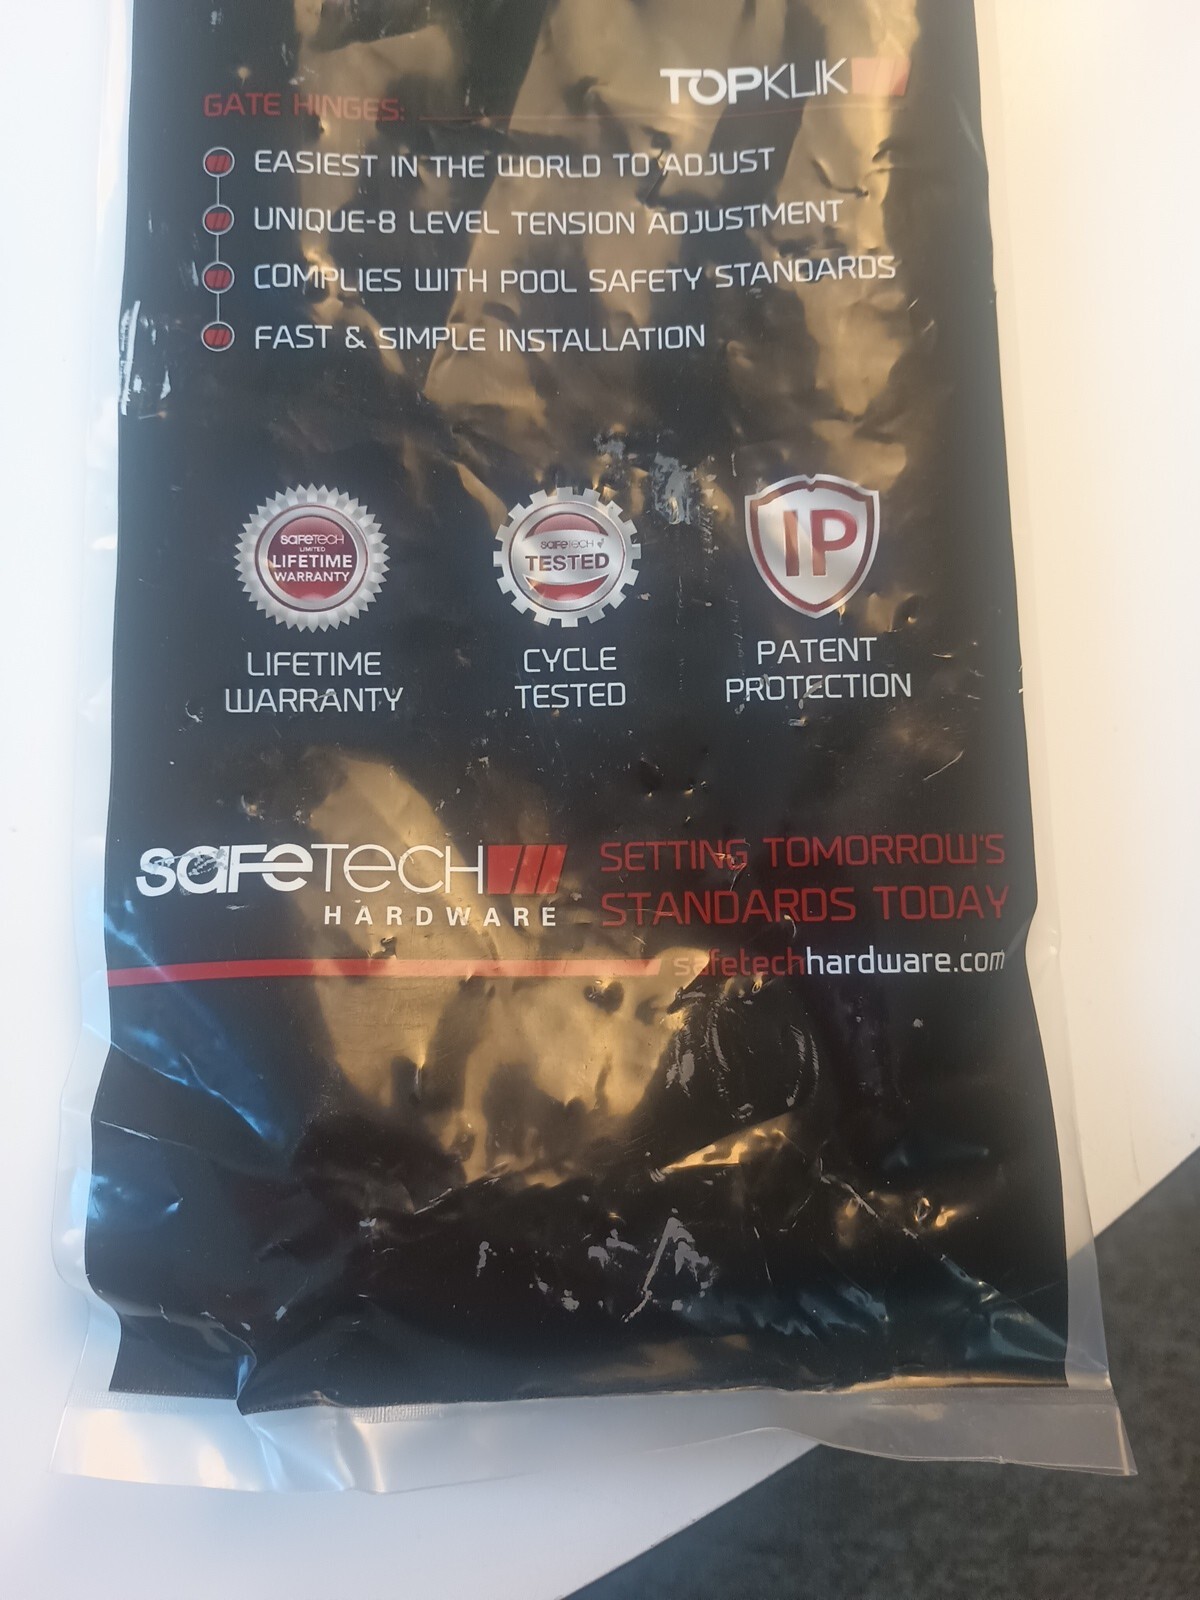 TOPKLIK
GATE HINGES:
EASIEST IN THE WORLD TO ADJUST
UNIQUE-8 LEVEL TENSION ADJUSTMENT
COMPLIES WITH POOL SAFETY STANDARDS
FAST & SIMPLE INSTALLATION
SAFETECH
LIMITED
LIFETIME
WARRANTY
SAFETECH
TESTED
IP
LIFETIME
WARRANTY
CYCLE
TESTED
PATENT
PROTECTION
SAFETECH
HARDWARE
SETTING TOMORROW'S
STANDARDS TODAY
safetechhardware.com